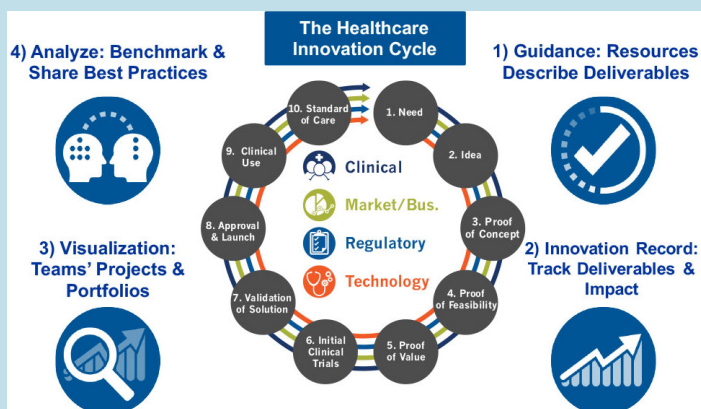 The Healthcare
Innovation Cycle
4) Analyze: Benchmark &
Share Best Practices
1) Guidance: Resources
Describe Deliverables
10. Standard
of Care
1. Need
9. Clinical
Use
2. Idea
Clinical
8. Approval
& Launch
Market/Bus.
3. Proof
of Concept
Regulatory
3) Visualization:
Teams' Projects &
Portfolios
2) Innovation Record:
Track Deliverables &
Impact
Technology
7. Validation
of Solution
4. Proof
of Feasibility
6. Initial
Clinical
Trials
5. Proof
of Value